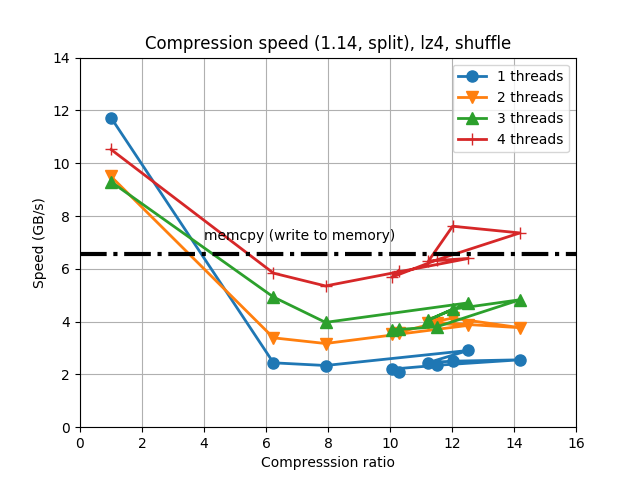 Compression speed (1.14, split), lz4, shuffle
14
12
10
8
6
4
2
0
Speed (GB/s)
1 threads
2 threads
3 threads
4 threads
memcpy (write to memory)
0 2 4 6 8 10 12 14 16
Compresssion ratio